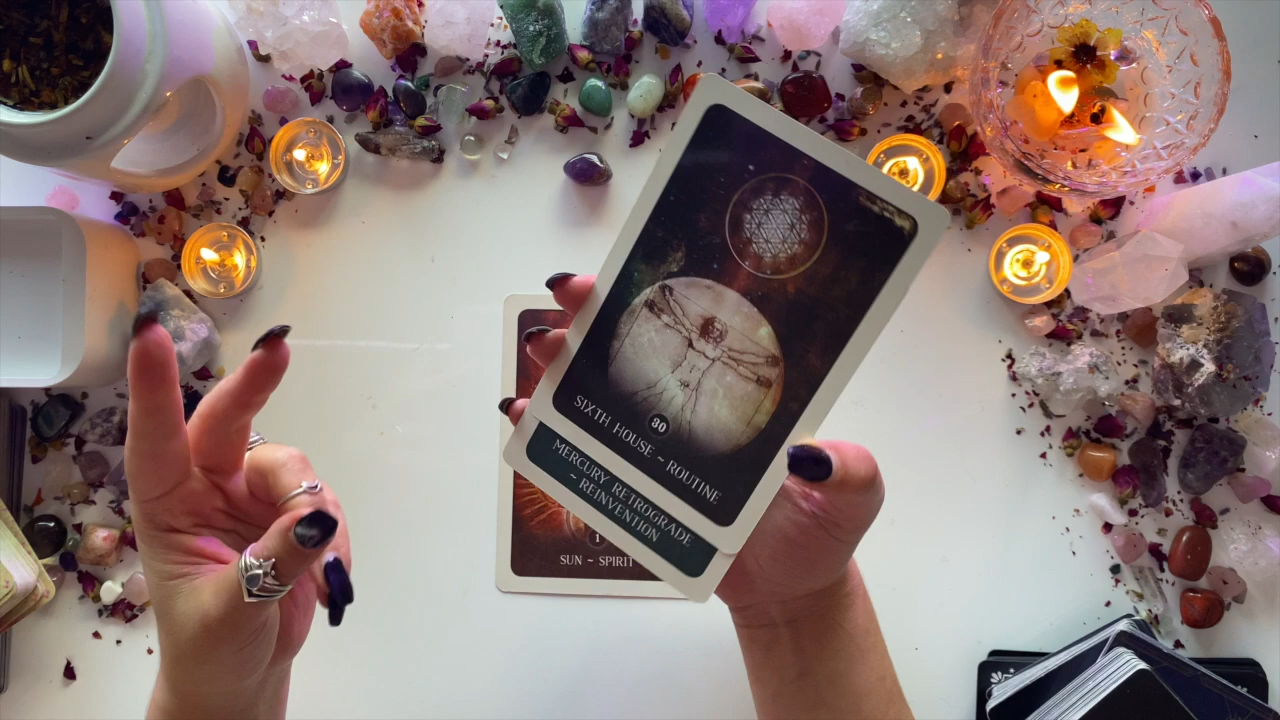 30
SIXTH HOUSE ~ ROUTINE
MERCURY RETROGRADE
~ REINVENTION
1
SUN ~ SPIRIT